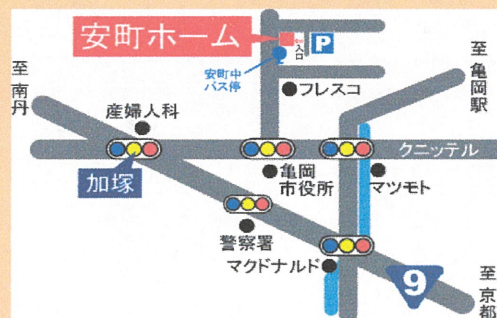 安町ホーム
入口
P
安町中
バス停
至亀岡駅
至南丹
フレスコ
産婦人科
クニッテル
加塚
亀岡
市役所
マツモト
警察署
マクドナルド
9
至京都